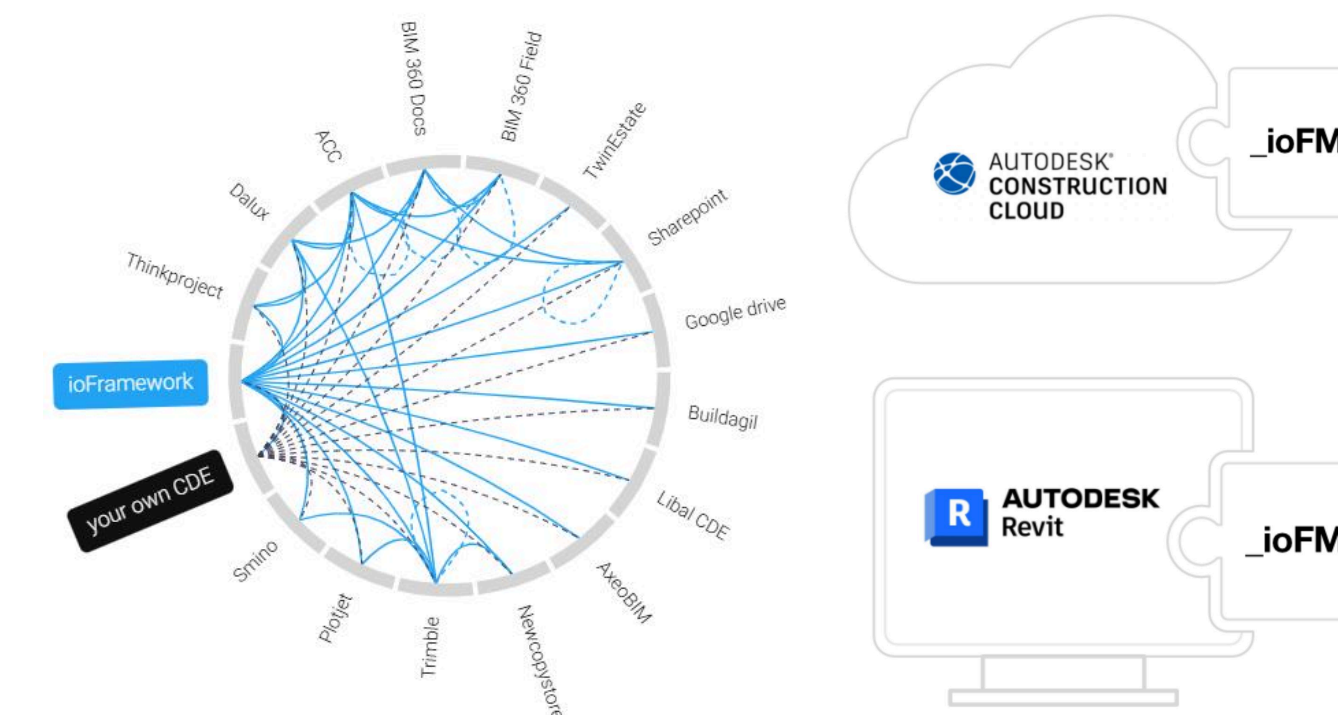 BIM 360 Docs
BIM 360 Field
TwinEstate
ACC
Dalux
Sharepoint
Thinkproject
Google drive
ioFramework
Buildagil
your own CDE
Libal CDE
Smino
AxeoBIM
Plotjet
Trimble
Newcopystore
AUTODESK®
CONSTRUCTION
CLOUD
_ioFM
R
AUTODESK
Revit
_ioFM